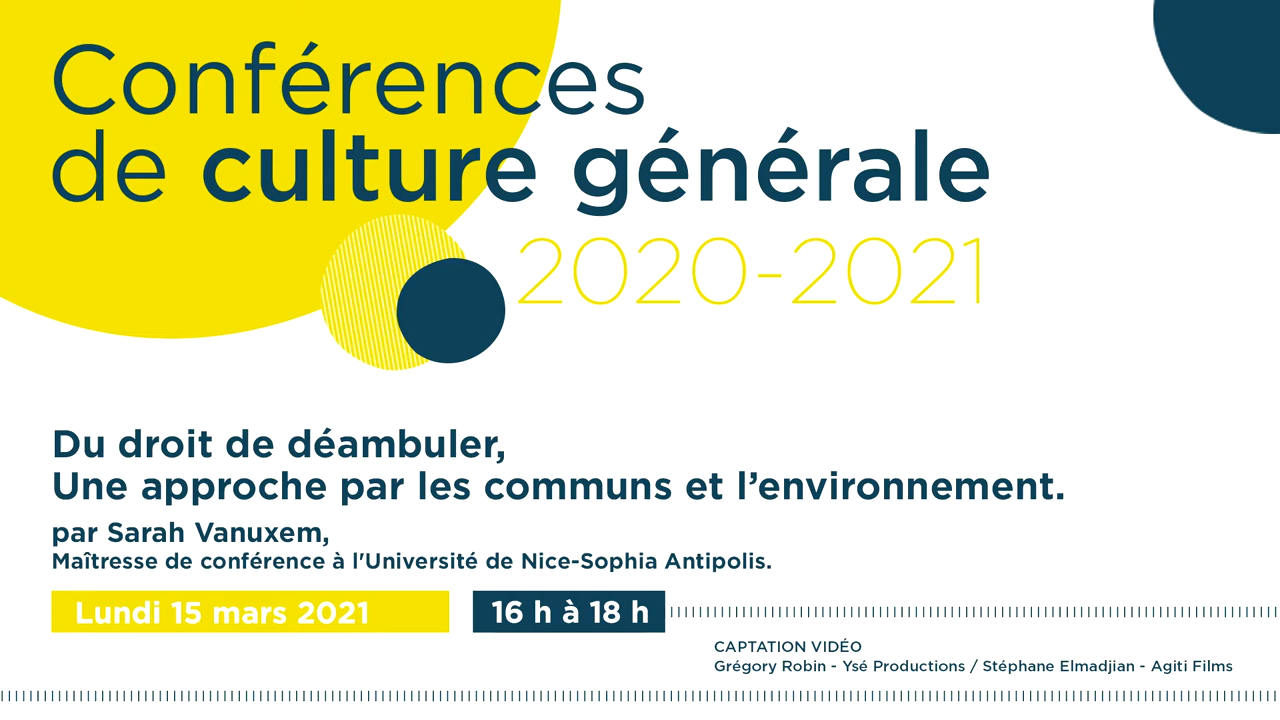 Conférences
de culture générale
2020-2021
Du droit de déambuler,
Une approche par les communs et l’environnement.
par Sarah Vanuxem,
Maîtresse de conférence à l'Université de Nice-Sophia Antipolis.
Lundi 15 mars 2021
16 h à 18 h
CAPTATION VIDÉO
Grégory Robin - Ysé Productions / Stéphane Elmadjian - Agiti Films